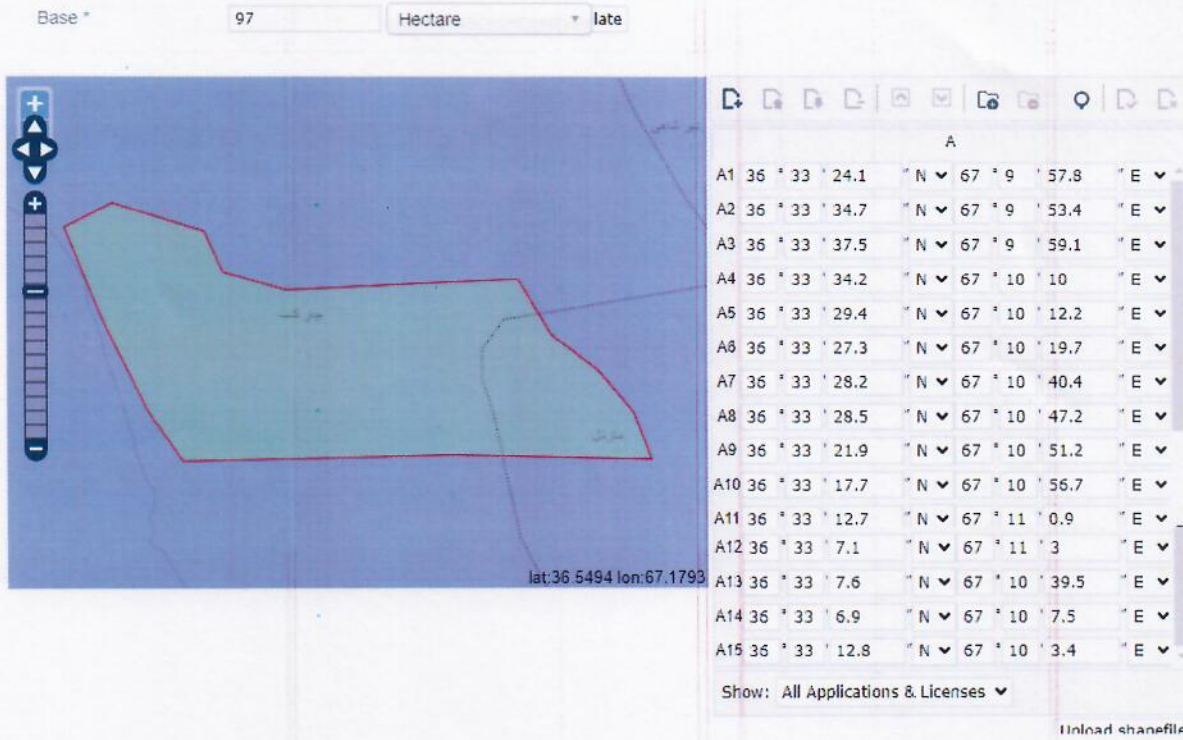 Base * 97 Hectare late
A
A1 36 ° 33 ' 24.1 " N 67 ° 9 ' 57.8 " E
A2 36 ° 33 ' 34.7 " N 67 ° 9 ' 53.4 " E
A3 36 ° 33 ' 37.5 " N 67 ° 9 ' 59.1 " E
A4 36 ° 33 ' 34.2 " N 67 ° 10 ' 10 " E
A5 36 ° 33 ' 29.4 " N 67 ° 10 ' 12.2 " E
A6 36 ° 33 ' 27.3 " N 67 ° 10 ' 19.7 " E
A7 36 ° 33 ' 28.2 " N 67 ° 10 ' 40.4 " E
A8 36 ° 33 ' 28.5 " N 67 ° 10 ' 47.2 " E
A9 36 ° 33 ' 21.9 " N 67 ° 10 ' 51.2 " E
A10 36 ° 33 ' 17.7 " N 67 ° 10 ' 56.7 " E
A11 36 ° 33 ' 12.7 " N 67 ° 11 ' 0.9 " E
A12 36 ° 33 ' 7.1 " N 67 ° 11 ' 3 " E
A13 36 ° 33 ' 7.6 " N 67 ° 10 ' 39.5 " E
A14 36 ° 33 ' 6.9 " N 67 ° 10 ' 7.5 " E
A15 36 ° 33 ' 12.8 " N 67 ° 10 ' 3.4 " E
lat:36.5494 lon:67.1793
Show: All Applications & Licenses
Upload shapefile